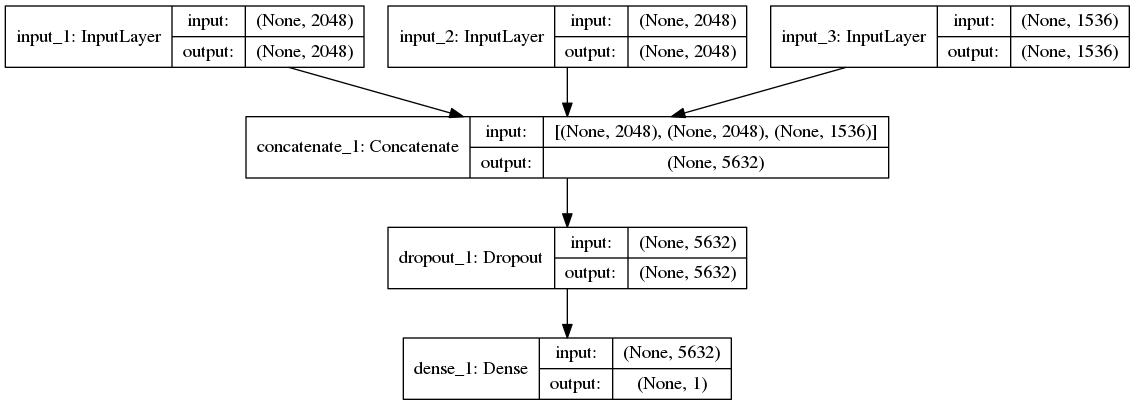 input_1: InputLayer
input: (None, 2048)
output: (None, 2048)
input_2: InputLayer
input: (None, 2048)
output: (None, 2048)
input_3: InputLayer
input: (None, 1536)
output: (None, 1536)
concatenate_1: Concatenate
input: [(None, 2048), (None, 2048), (None, 1536)]
output: (None, 5632)
dropout_1: Dropout
input: (None, 5632)
output: (None, 5632)
dense_1: Dense
input: (None, 5632)
output: (None, 1)